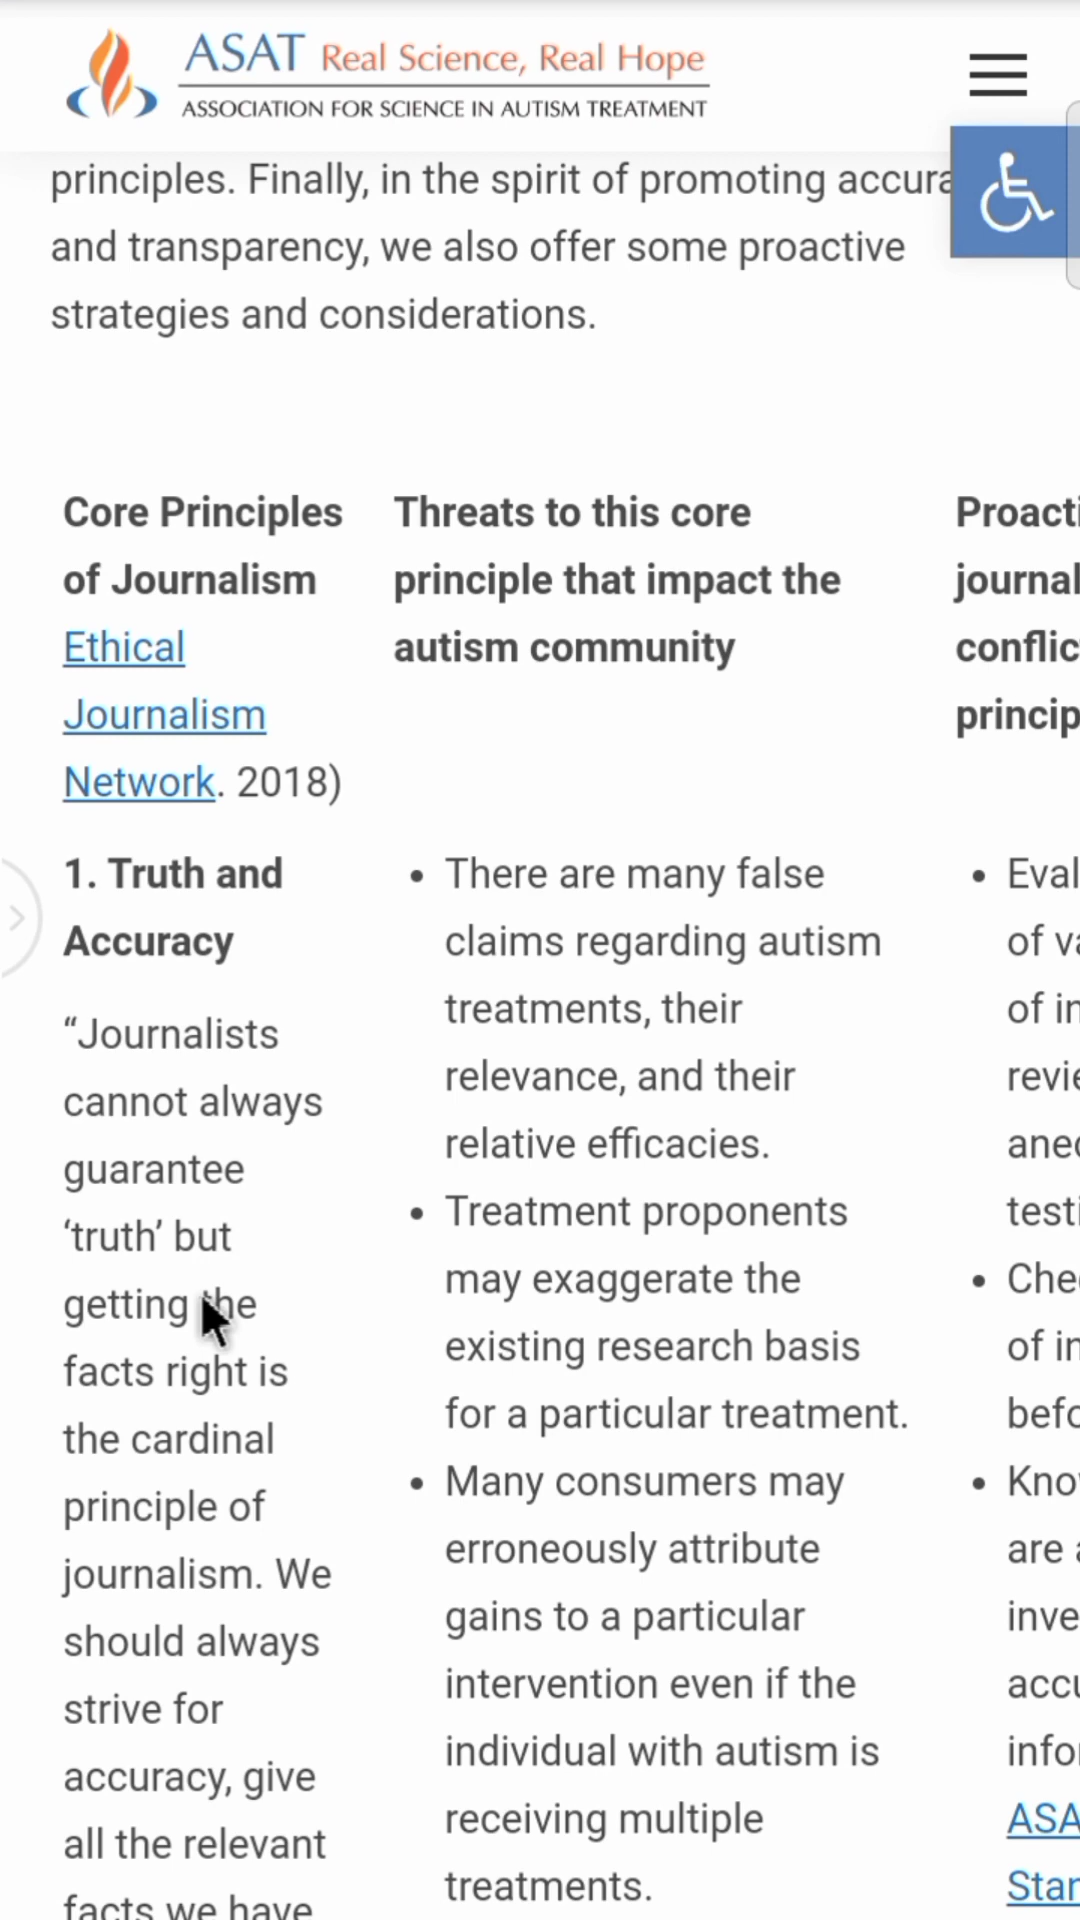 ASAT Real Science, Real Hope
ASSOCIATION FOR SCIENCE IN AUTISM TREATMENT
principles. Finally, in the spirit of promoting accura
and transparency, we also offer some proactive
strategies and considerations.
Core Principles
of Journalism
Ethical
Journalism
Network. 2018)
Threats to this core
principle that impact the
autism community
Proacti
journal
conflic
princip
1. Truth and
Accuracy
“Journalists
cannot always
guarantee
‘truth’ but
getting the
facts right is
the cardinal
principle of
journalism. We
should always
strive for
accuracy, give
all the relevant
facts we have
• There are many false
claims regarding autism
treatments, their
relevance, and their
relative efficacies.
• Treatment proponents
may exaggerate the
existing research basis
for a particular treatment.
• Many consumers may
erroneously attribute
gains to a particular
intervention even if the
individual with autism is
receiving multiple
treatments.
• Eval
of va
of in
revie
anec
testi
• Chec
of in
befo
• Know
are a
inve
accu
infor
ASA
Stan